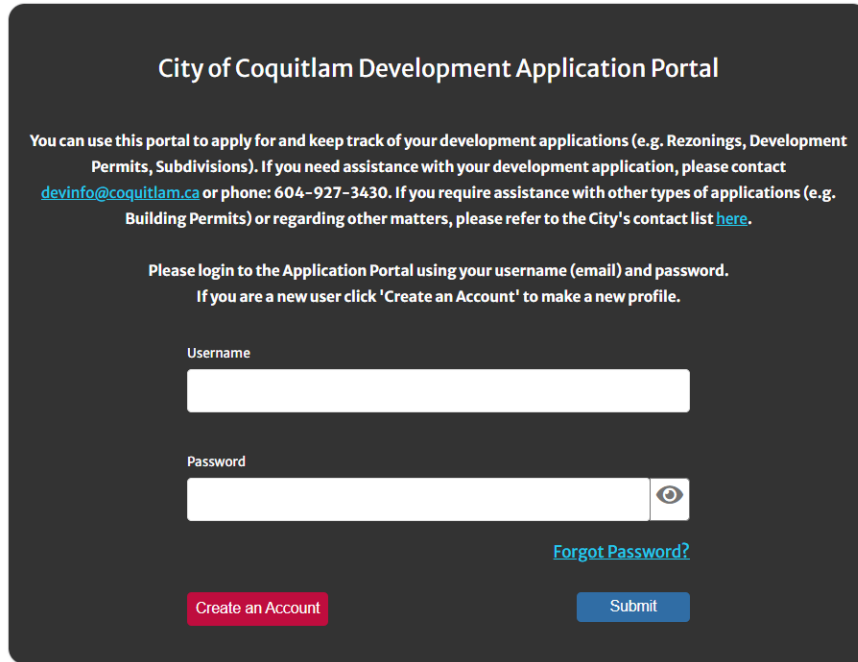 City of Coquitlam Development Application Portal
You can use this portal to apply for and keep track of your development applications (e.g. Rezonings, Development
Permits, Subdivisions). If you need assistance with your development application, please contact
devinfo@coquitlam.ca or phone: 604-927-3430. If you require assistance with other types of applications (e.g.
Building Permits) or regarding other matters, please refer to the City's contact list here.
Please login to the Application Portal using your username (email) and password.
If you are a new user click 'Create an Account' to make a new profile.
Username
Password
Forgot Password?
Create an Account
Submit